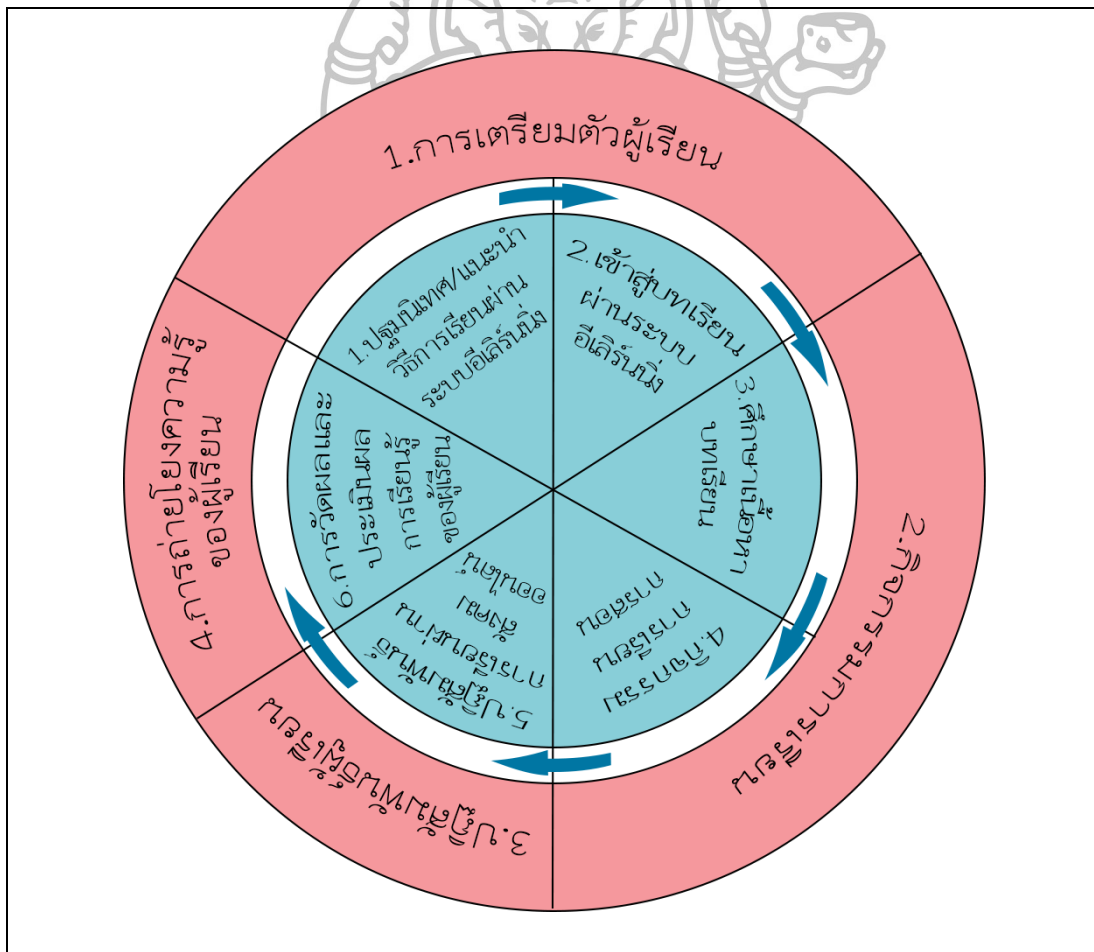 1.การเตรียมตัวผู้เรียน
2.กิจกรรมการเรียน
3.ปฏิสัมพันธ์ผู้เรียน
4.การถ่ายโยงความรู้
ของผู้เรียน
1.ปฐมนิเทศ/แนะนำ
วิธีการเรียนผ่าน
ระบบอีเลิร์นนิ่ง
2.เข้าสู่บทเรียน
ผ่านระบบ
อีเลิร์นนิ่ง
3.ศึกษาเนื้อหา
บทเรียน
4.กิจกรรม
การเรียน
การสอน
5.ปฏิสัมพันธ์
การเรียนผ่าน
สังคม
ออนไลน์
6.การวัดผลและ
ประเมินผล
การเรียนรู้
ของผู้เรียน